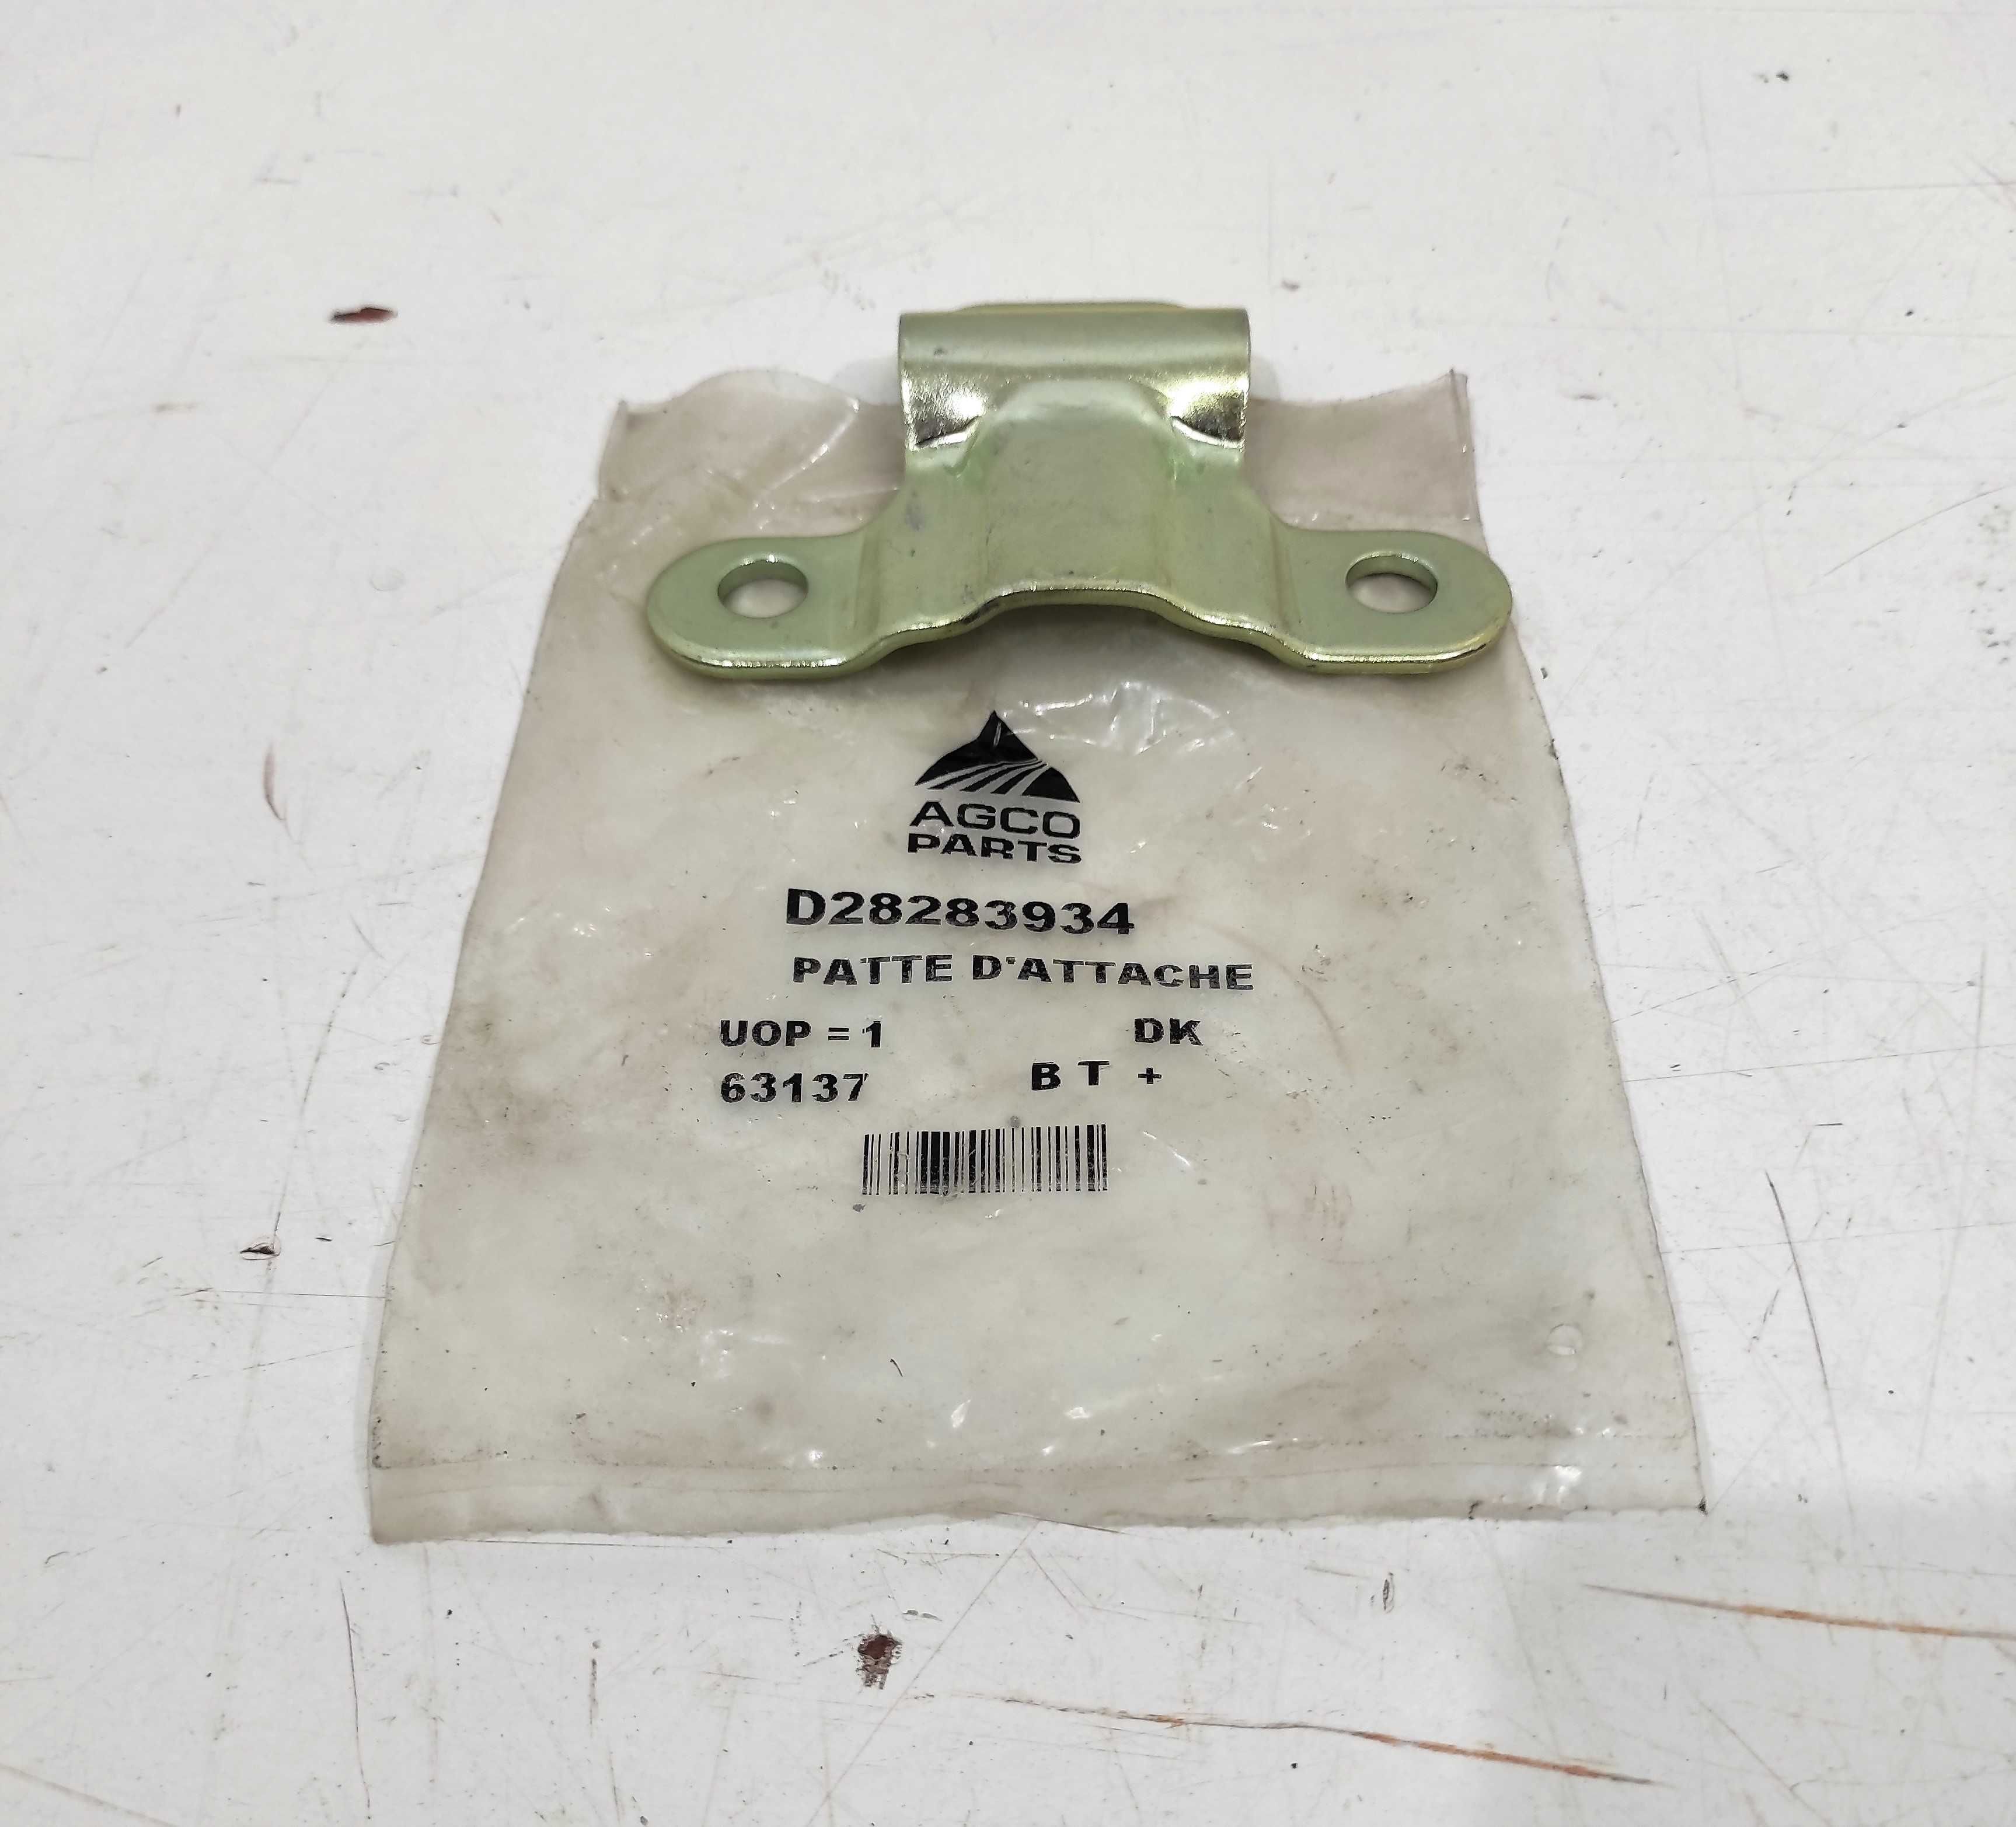 AGCO
PARTS
D28283934
PATTE D'ATTACHE
UOP = 1 DK
63137 B T +